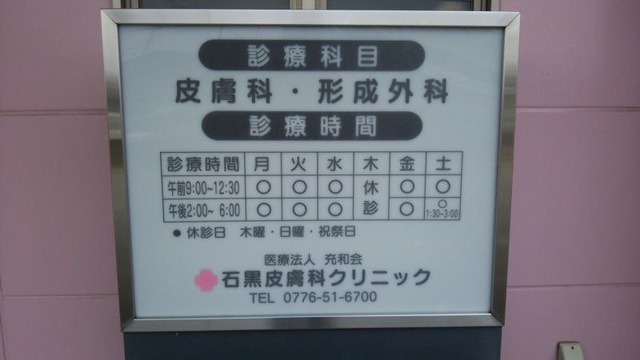 診療科目
皮膚科・形成外科
診療時間
診療時間 月 火 水 木 金 土
午前9:00~12:30 ○ ○ ○ 休 ○ ○
午後2:00~6:00 ○ ○ ○ 診 ○ ○
1:30-3:00
● 休診日 木曜・日曜・祝祭日
医療法人 充和会
石黒皮膚科クリニック
TEL 0776-51-6700